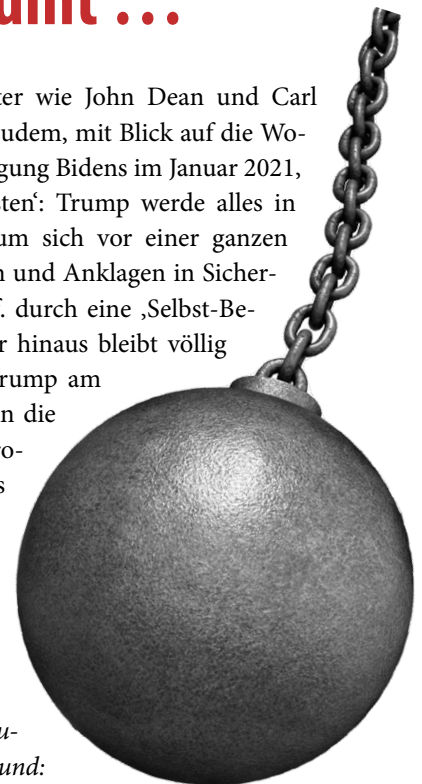 umt …
ter wie John Dean und Carl
udem, mit Blick auf die Wo-
gung Bidens im Januar 2021,
ten‘: Trump werde alles in
um sich vor einer ganzen
n und Anklagen in Sicher-
f. durch eine ‚Selbst-Be-
r hinaus bleibt völlig
rump am
n die
ro-
s
u-
und: